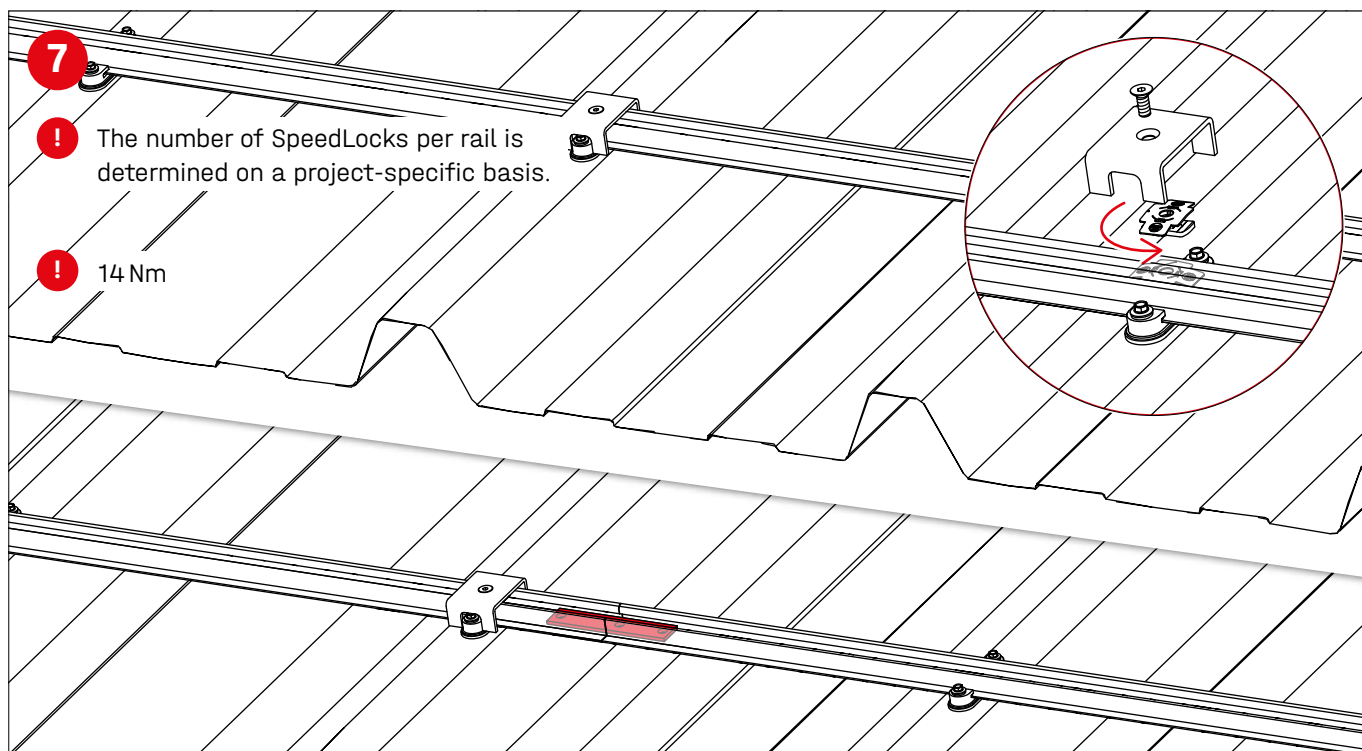 7
! The number of SpeedLocks per rail is
determined on a project-specific basis.
! 14 Nm